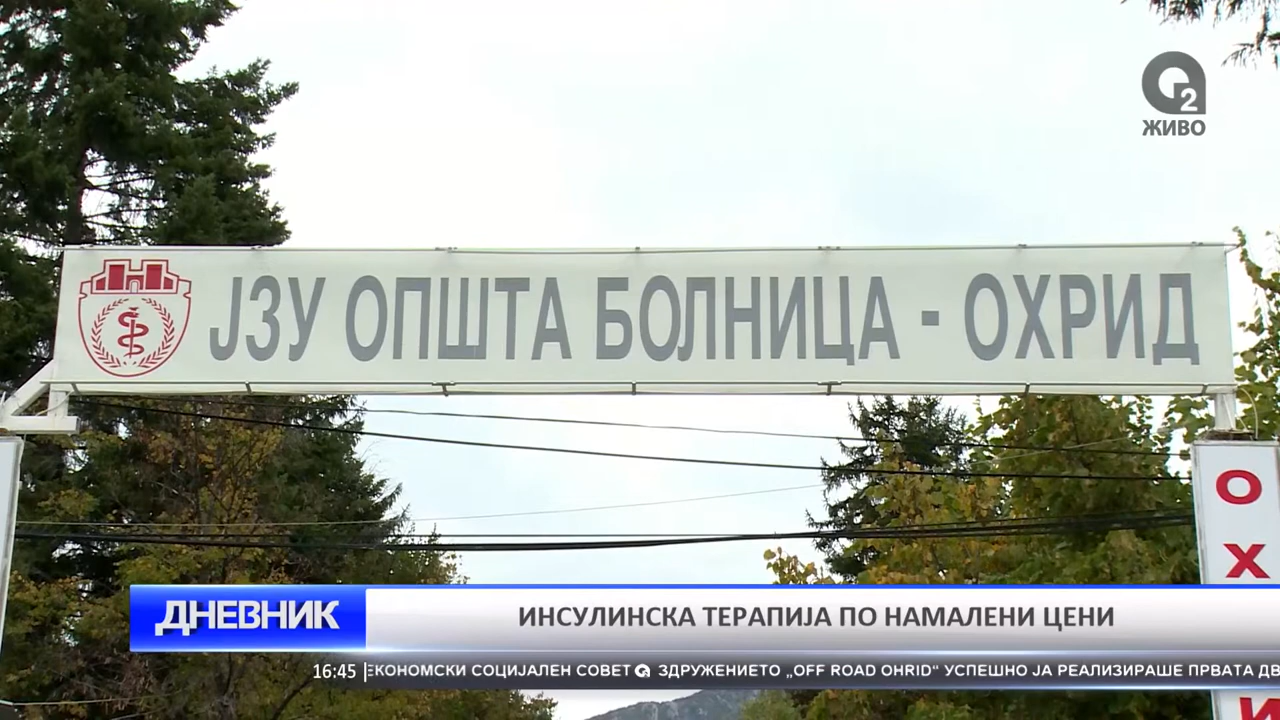 2
ЖИВО
ЈЗУ ОПШТА БОЛНИЦА - ОХРИД
О
Х
И
ДНЕВНИК
ИНСУЛИНСКА ТЕРАПИЈА ПО НАМАЛЕНИ ЦЕНИ
16:45 ЕКОНОМСКИ СОЦИЈАЛЕН СОВЕТ ЗДРУЖЕНИЕТО „OFF ROAD OHRID“ УСПЕШНО ЈА РЕАЛИЗИРАШЕ ПРВАТА